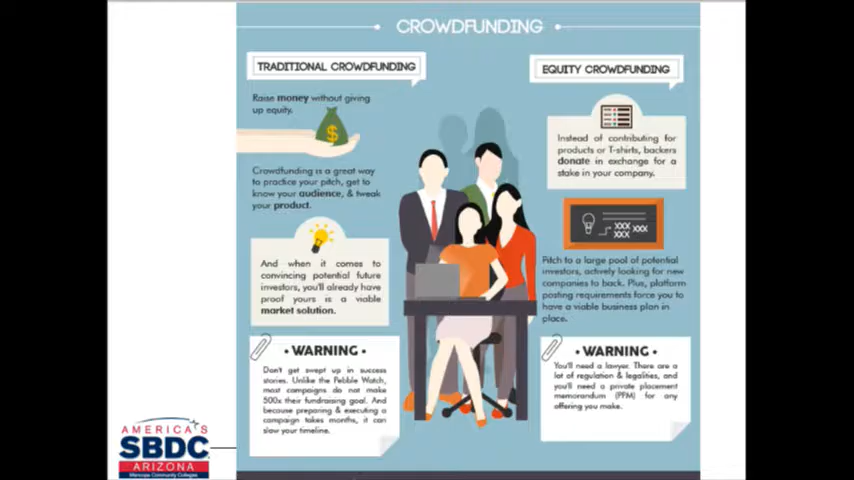 CROWDFUNDING
TRADITIONAL CROWDFUNDING
Raise money without giving
up equity.
$
Crowdfunding is a great way
to practice your pitch, get to
know your audience, & tweak
your product.
And when it comes to
convincing potential future
investors, you'll already have
proof yours is a viable
market solution.
• WARNING •
Don't get swept up in success
stories. Unlike the Pebble Watch,
most campaigns do not make
500x their fundraising goal. And
because preparing & executing a
campaign takes months, it can
slow your timeline.
EQUITY CROWDFUNDING
Instead of contributing for
products or T-shirts, backers
donate in exchange for a
stake in your company.
XXX XXX
XXX
Pitch to a large pool of potential
investors, actively looking for new
companies to back. Plus, platform
posting requirements force you to
have a viable business plan in
place.
• WARNING •
You'll need a lawyer. There are a
lot of regulation & legalities, and
you'll need a private placement
memorandum (PPM) for any
offering you make.
AMERICA'S
SBDC
ARIZONA
Maricopa Community Colleges